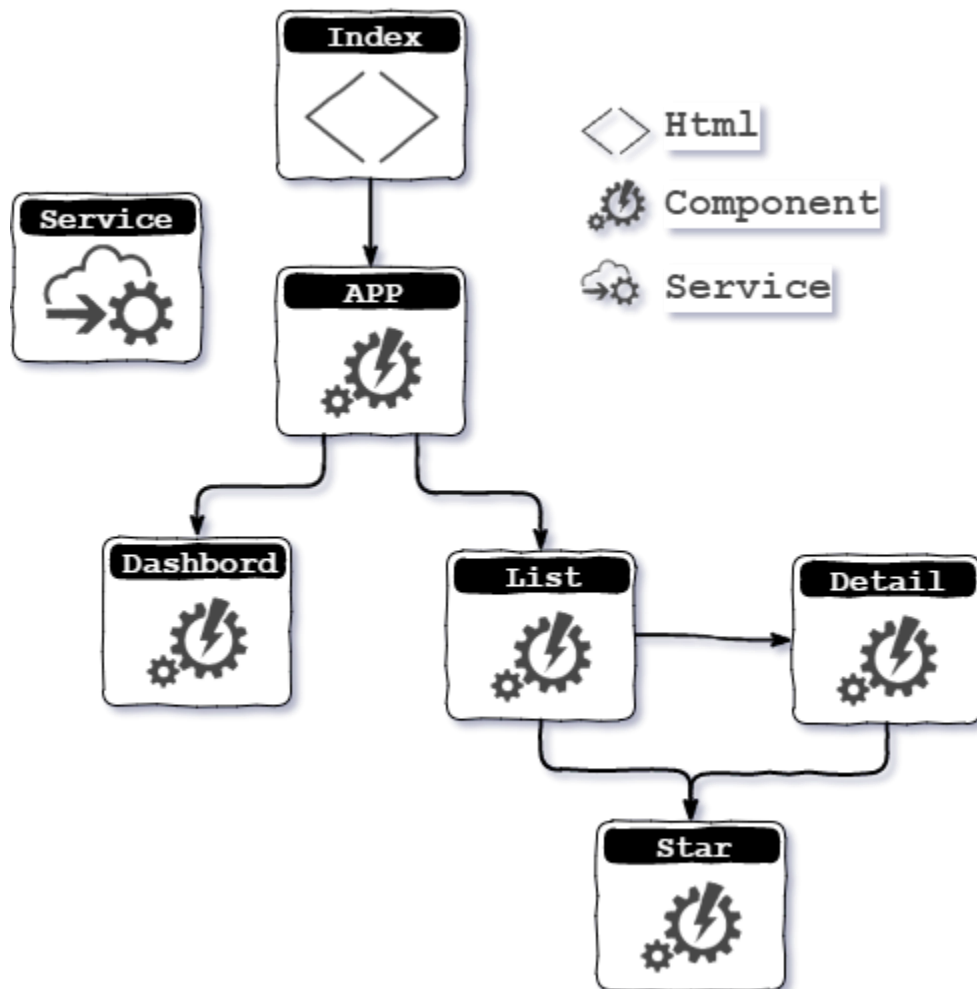 Index
Html
Service
Component
APP
Service
Dashbord
List
Detail
Star